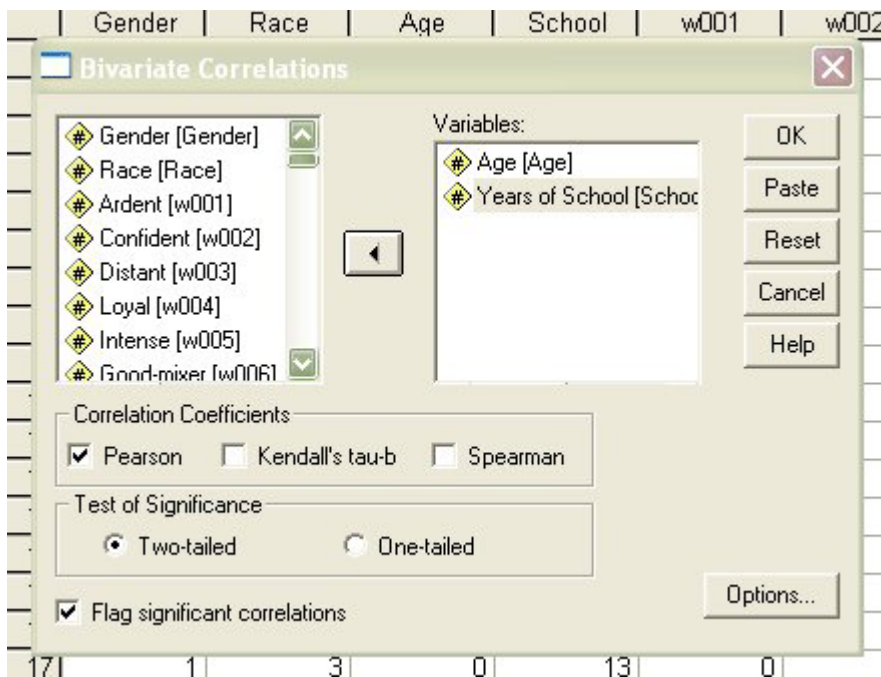 Gender Race Age School w001 w002
Bivariate Correlations
Gender [Gender]
Race [Race]
Ardent [w001]
Confident [w002]
Distant [w003]
Loyal [w004]
Intense [w005]
Good-mixer [w006]
Variables:
Age [Age]
Years of School [Schoo
OK
Paste
Reset
Cancel
Help
Correlation Coefficients
Pearson Kendall's tau-b Spearman
Test of Significance
Two-tailed One-tailed
Flag significant correlations
Options...
17 1 3 0 13 0